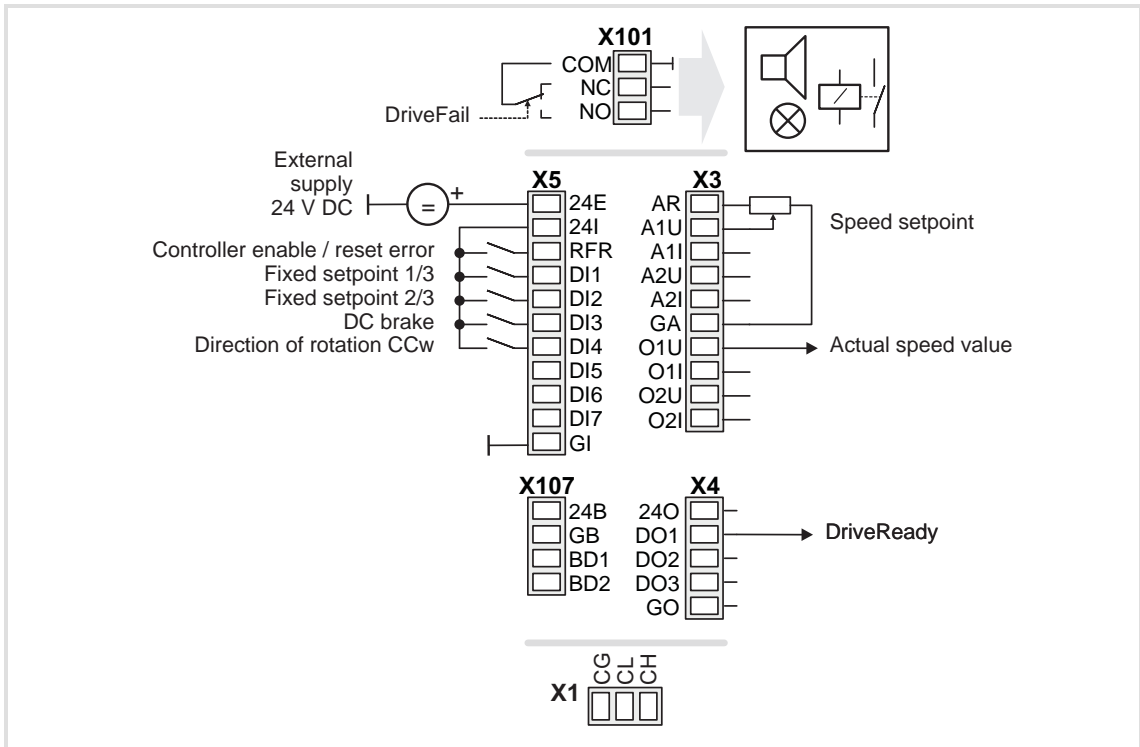 X101
COM
NC
NO
DriveFail
External
supply
24 V DC
=
+
X5
24E
24I
Controller enable / reset error RFR
Fixed setpoint 1/3 DI1
Fixed setpoint 2/3 DI2
DC brake DI3
Direction of rotation CCw DI4
DI5
DI6
DI7
GI
X3
AR
A1U
Speed setpoint
A1I
A2U
A2I
GA
O1U Actual speed value
O1I
O2U
O2I
X107
24B
GB
BD1
BD2
X4
24O
DO1 DriveReady
DO2
DO3
GO
X1
CG
CL
CH